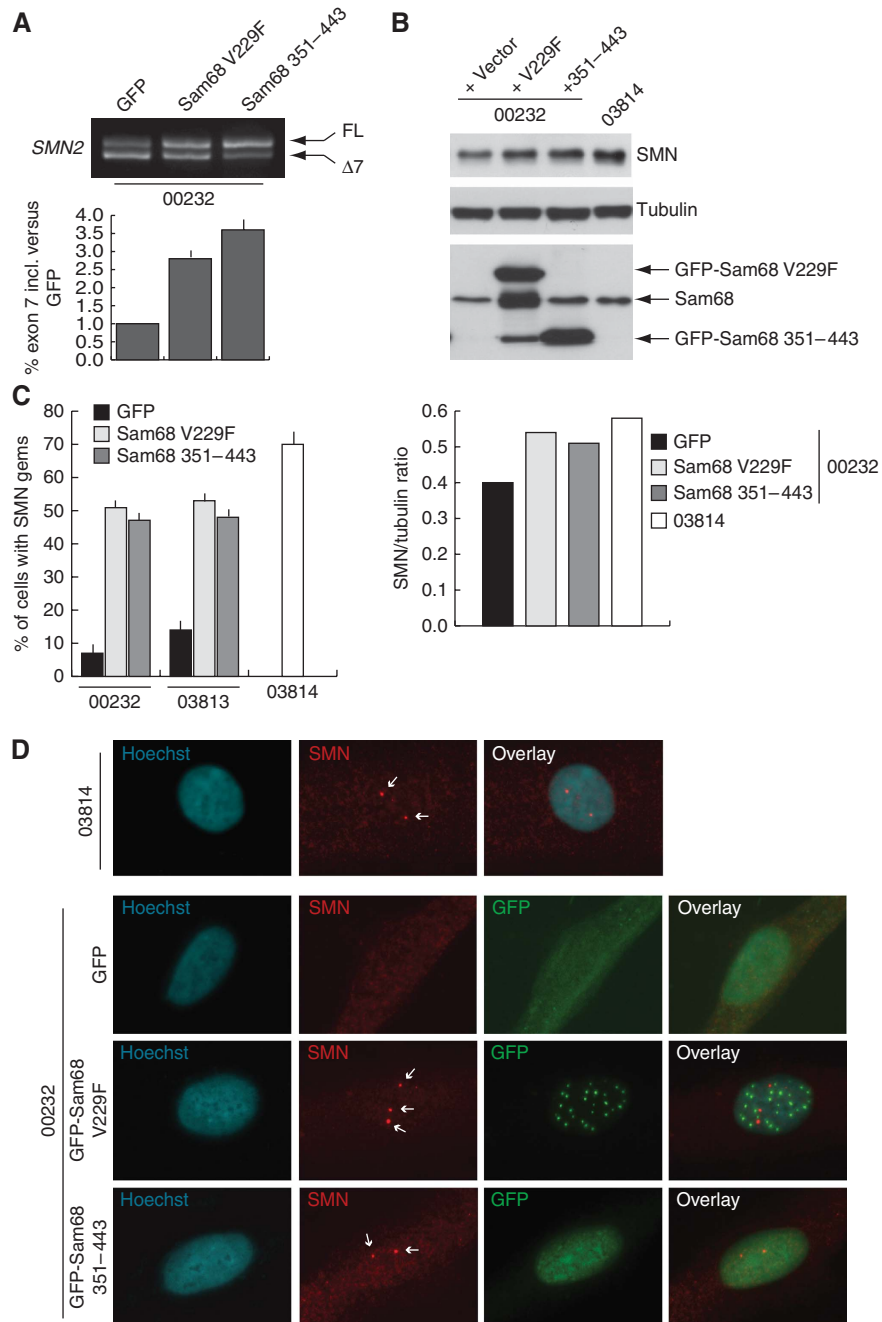 A
GFP
Sam68 V229F
Sam68 351–443
SMN2
FL
Δ7
00232
% exon 7 incl. versus
GFP
4.0
3.5
3.0
2.5
2.0
1.5
1.0
0.5
0.0
B
+ Vector
+ V229F
+351–443
03814
00232
SMN
Tubulin
GFP-Sam68 V229F
Sam68
GFP-Sam68 351–443
C
GFP
Sam68 V229F
Sam68 351–443
% of cells with SMN gems
80
70
60
50
40
30
20
10
0
00232
03813
03814
SMN/tubulin ratio
0.6
0.5
0.4
0.3
0.2
0.1
0.0
GFP
Sam68 V229F
Sam68 351–443
03814
00232
D
03814
Hoechst
SMN
Overlay
00232
GFP
Hoechst
SMN
GFP
Overlay
GFP-Sam68
V229F
Hoechst
SMN
GFP
Overlay
GFP-Sam68
351–443
Hoechst
SMN
GFP
Overlay